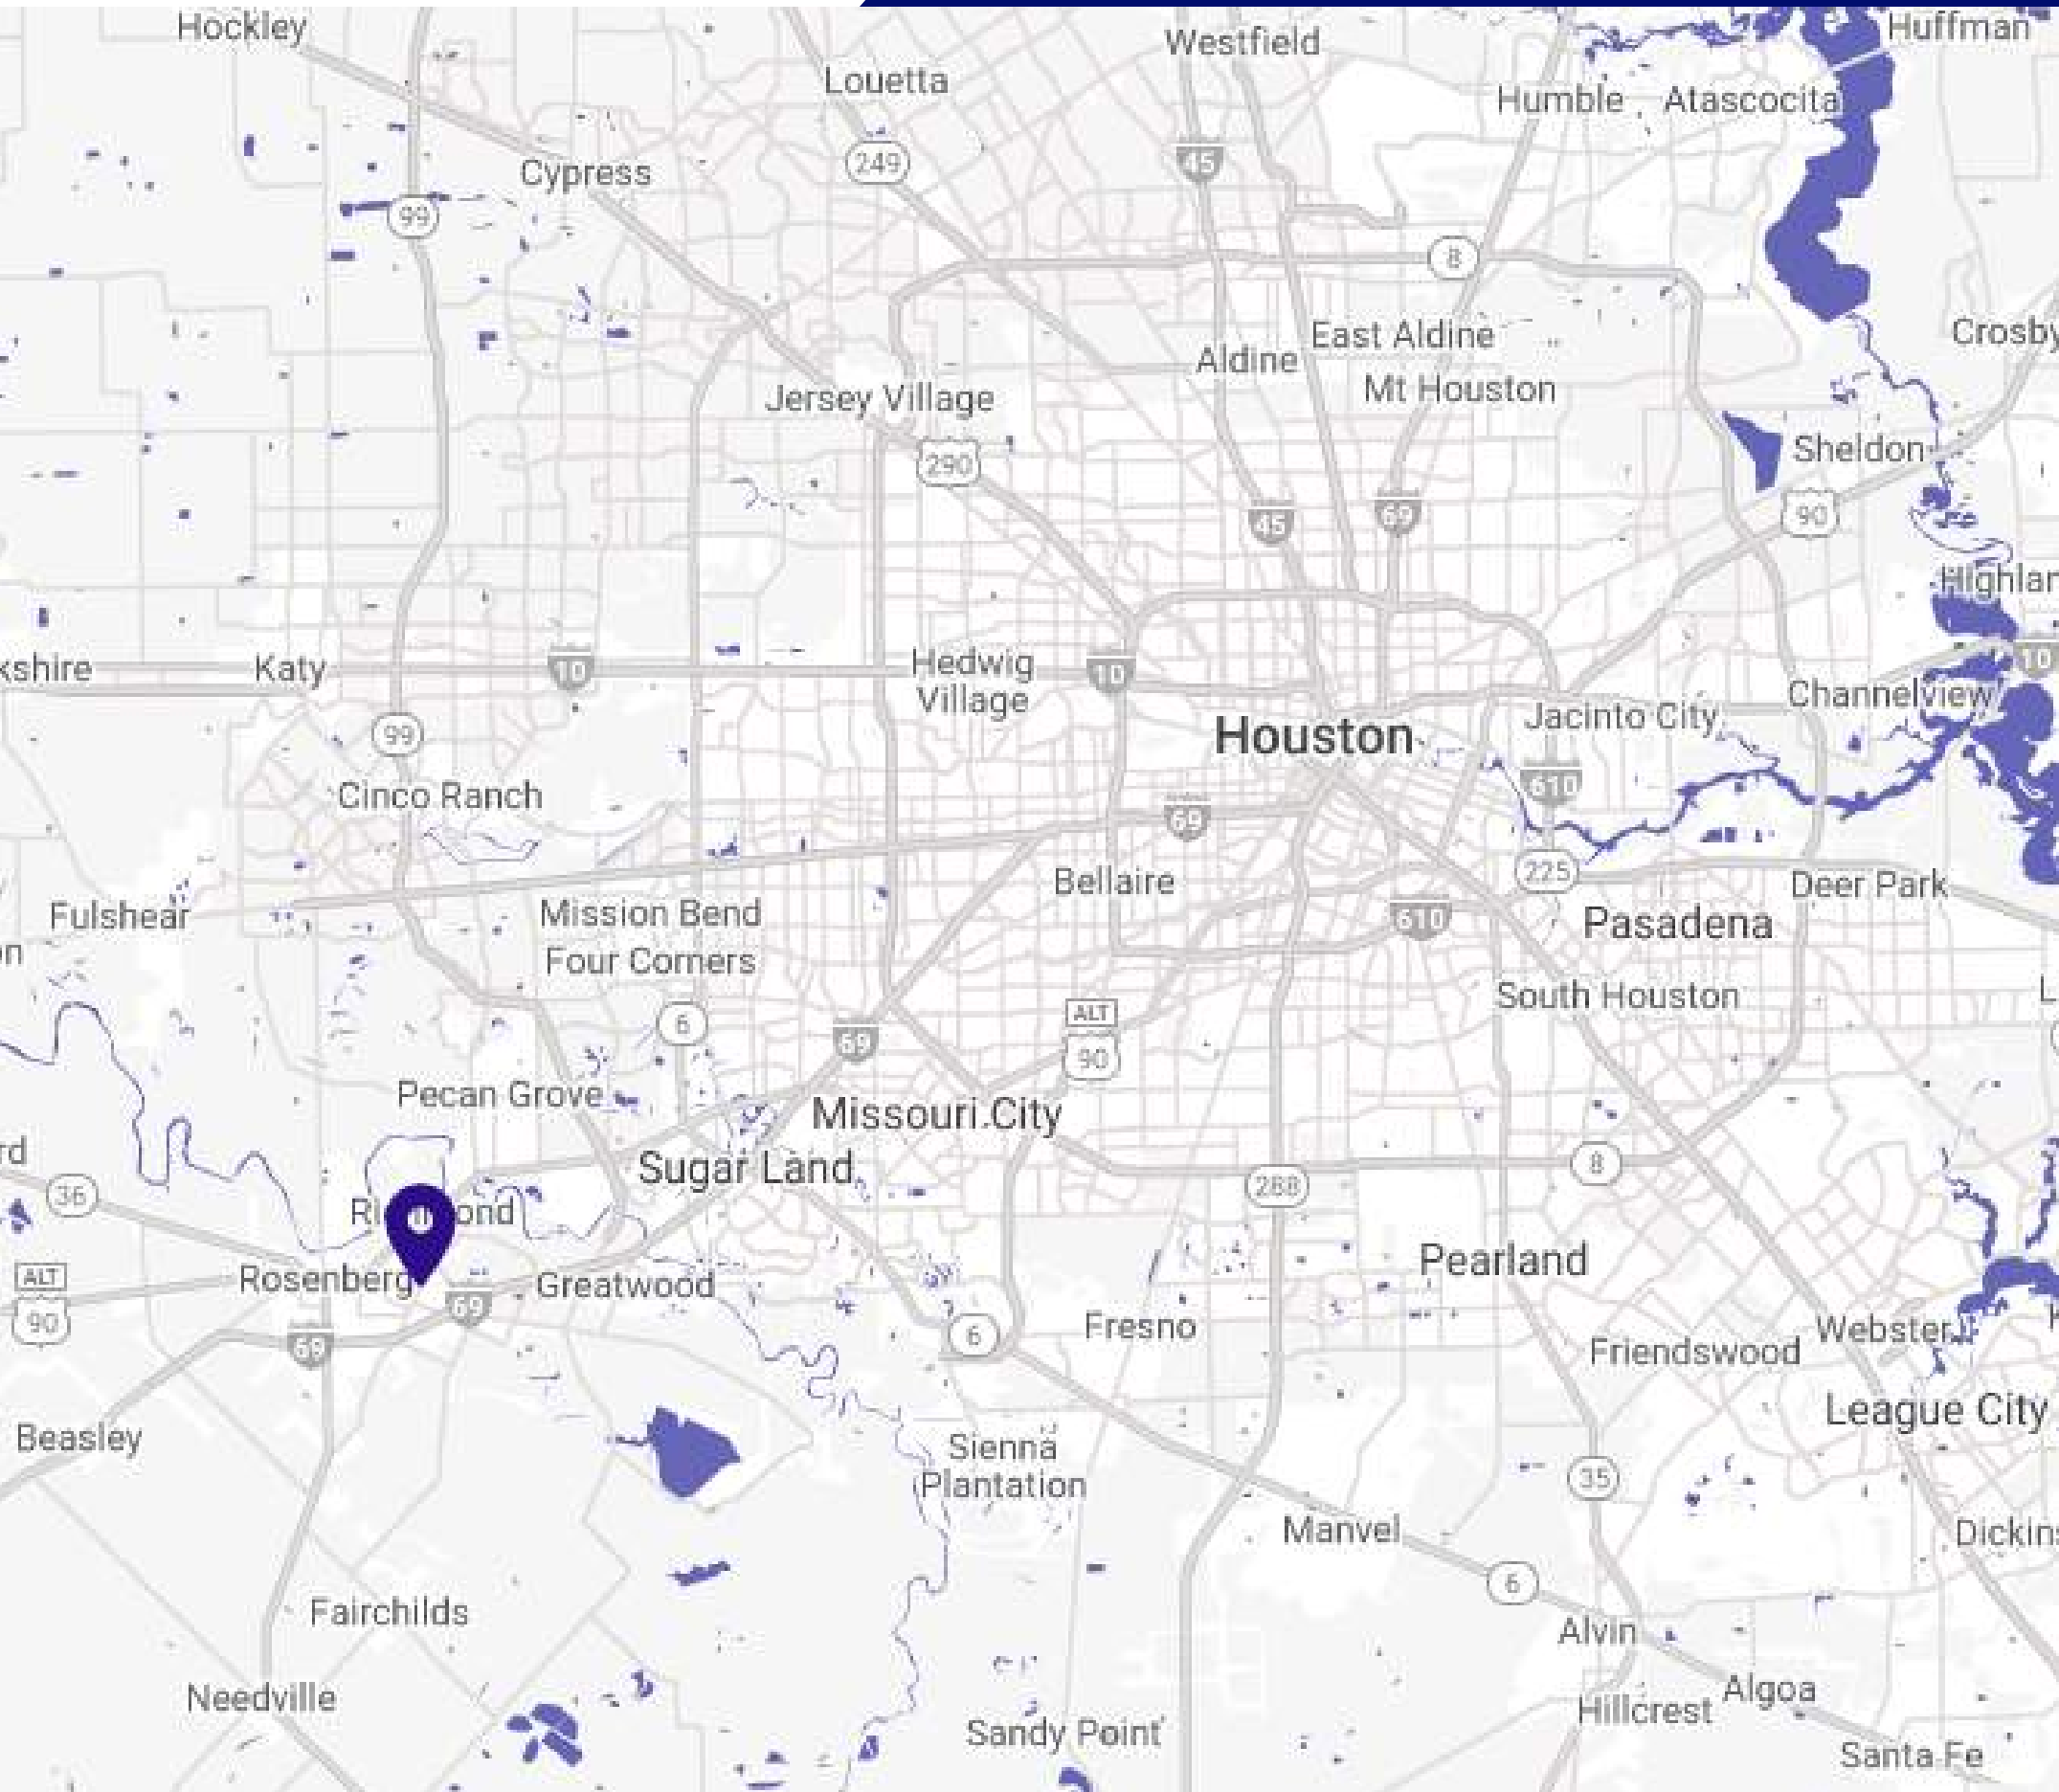 Hockley
Westfield
Huffman
Louetta
Humble
Atascocita
45
249
Cypress
99
8
Crosby
East Aldine
Aldine
Mt Houston
Jersey Village
Sheldon
290
90
45
69
Highlan
kshire
Katy
10
Hedwig
Village
10
10
Channelview
Jacinto City
Houston
99
610
Cinco Ranch
69
225
Bellaire
Deer Park
Fulshear
Mission Bend
610
Pasadena
Four Corners
South Houston
6
ALT
90
69
Pecan Grove
Missouri City
rd
Sugar Land
8
36
288
Rosenberg
ALT
90
Greatwood
Pearland
69
69
6
Fresno
Webster
Friendswood
League City
Beasley
Sienna
Plantation
35
Manvel
Dickins
6
Fairchilds
Alvin
Needville
Algoa
Hillcrest
Sandy Point
Santa Fe